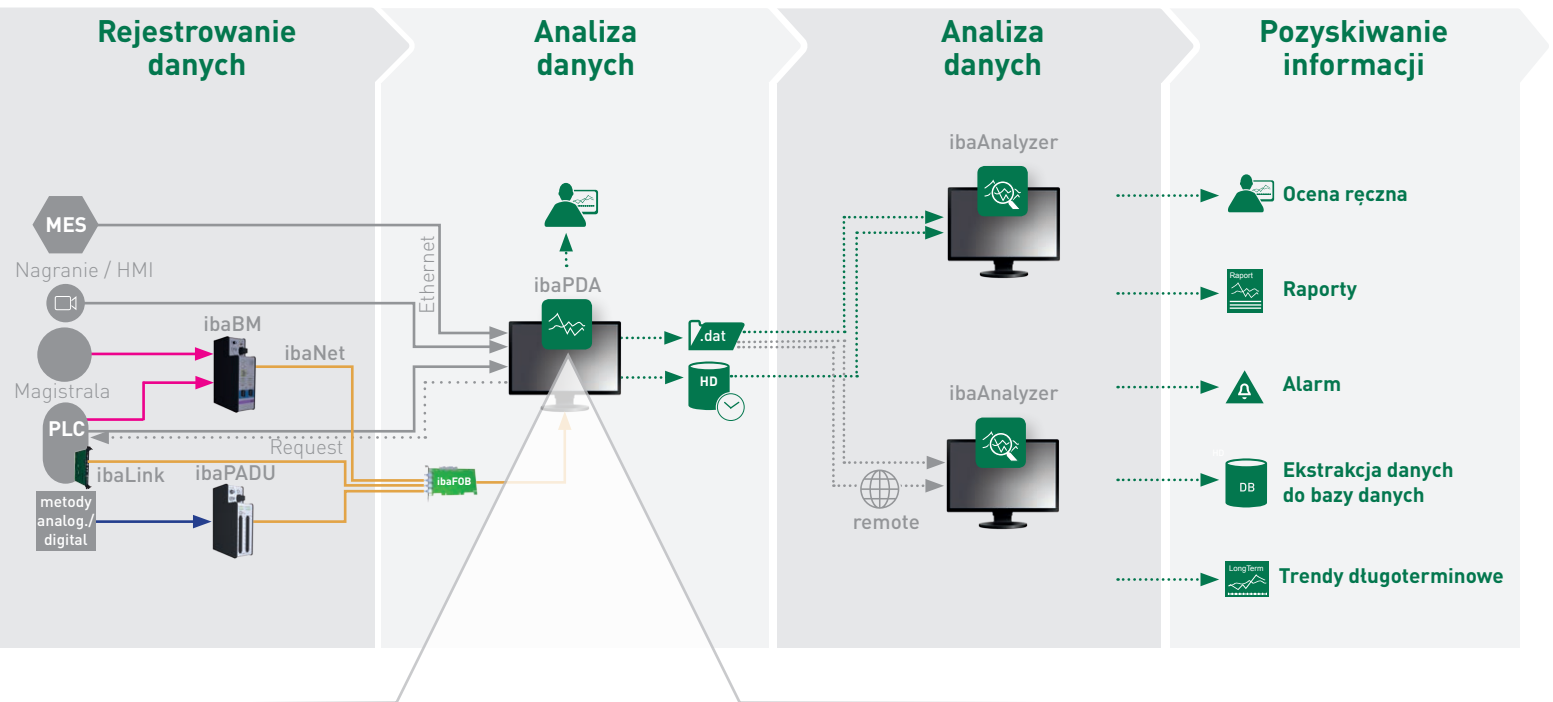 Rejestrowanie
danych
Analiza
danych
Analiza
danych
Pozyskiwanie
informacji
MES
Nagranie / HMI
Magistrala
PLC
ibaLink
metody
analog./
digital
ibaBM
ibaNet
ibaPADU
Request
Ethernet
ibaFOB
ibaPDA
.dat
HD
ibaAnalyzer
ibaAnalyzer
remote
Ocena ręczna
Raport
Raporty
Alarm
HD
DB
Ekstrakcja danych
do bazy danych
LongTerm
Trendy długoterminowe